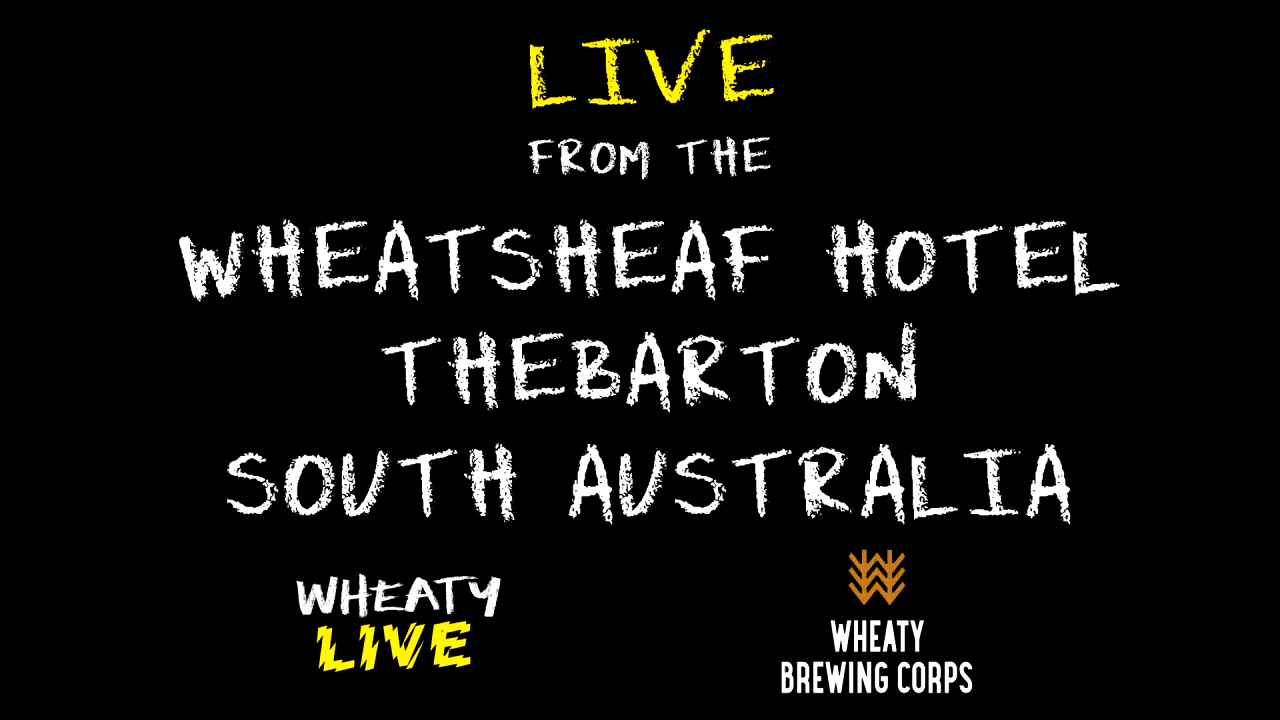 LIVE
FROM THE
WHEATSHEAF HOTEL
THEBARTON
SOUTH AUSTRALIA
WHEATY
LIVE
WHEATY
BREWING CORPS